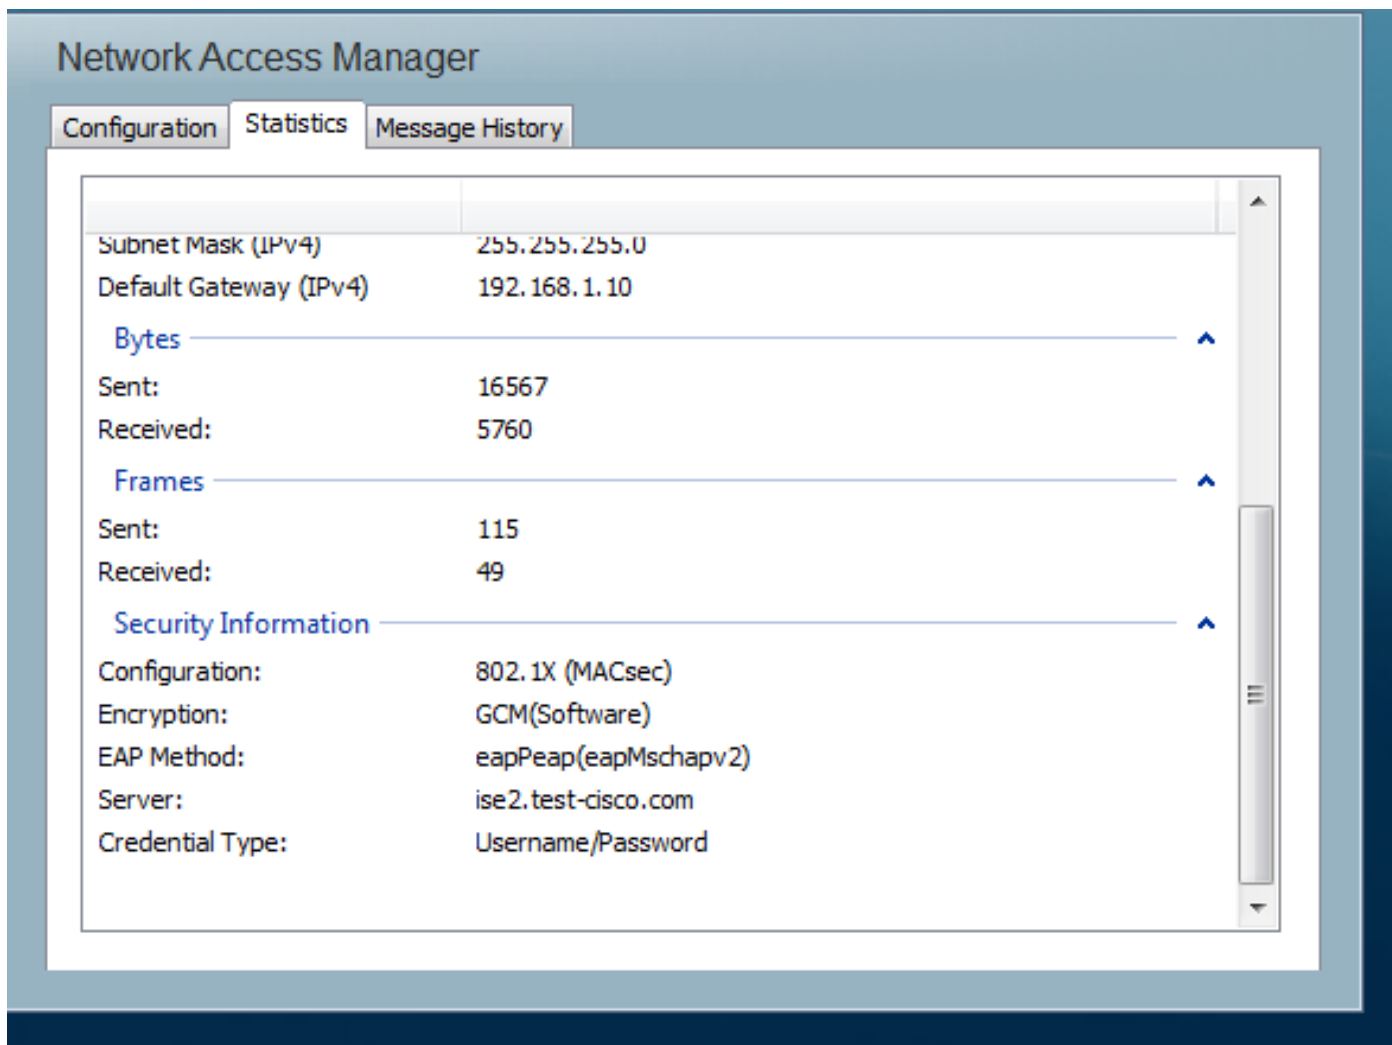 Network Access Manager
Configuration Statistics Message History
Subnet Mask (IPv4) 255.255.255.0
Default Gateway (IPv4) 192.168.1.10
Bytes
Sent: 16567
Received: 5760
Frames
Sent: 115
Received: 49
Security Information
Configuration: 802.1X (MACsec)
Encryption: GCM(Software)
EAP Method: eapPeap(eapMschapv2)
Server: ise2.test-cisco.com
Credential Type: Username/Password